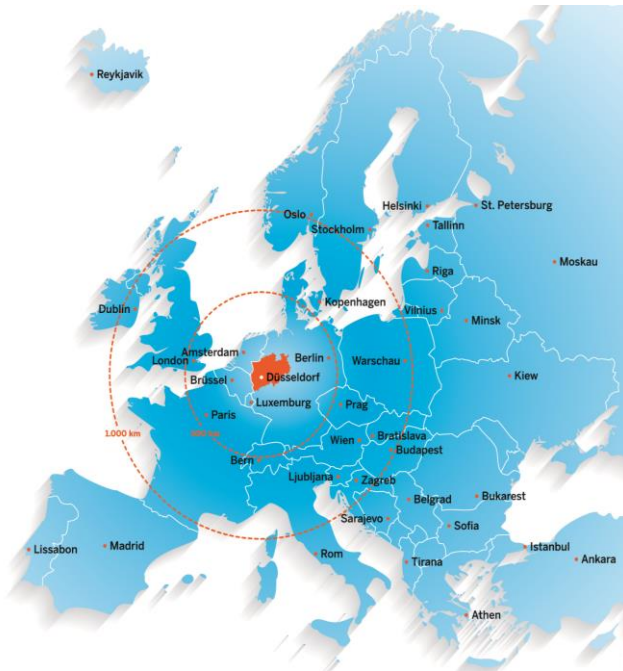 Reykjavik
Oslo
Helsinki
St. Petersburg
Stockholm
Tallinn
Riga
Moskau
Kopenhagen
Dublin
Vilnius
Minsk
Amsterdam
London
Berlin
Warschau
Brüssel
Düsseldorf
Kiew
Luxemburg
Prag
Paris
1.000 km
Wien
Bratislava
Budapest
Bern
Ljubljana
Zagreb
Belgrad
Bukarest
Sarajevo
Sofia
Lissabon
Madrid
Rom
Istanbul
Tirana
Ankara
Athen